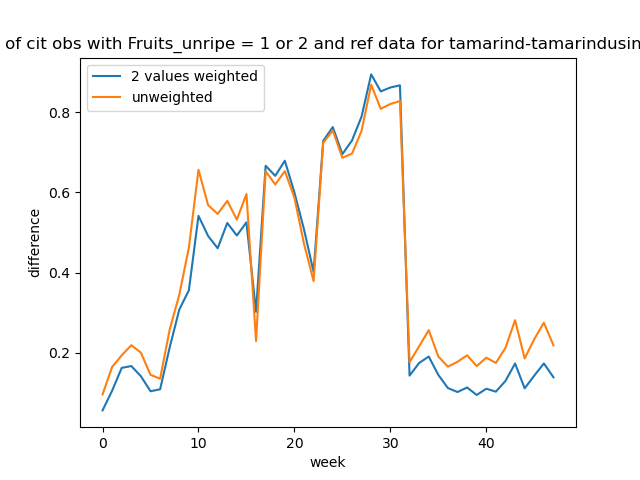 of cit obs with Fruits_unripe = 1 or 2 and ref data for tamarind-tamarindusin
2 values weighted
unweighted
0.8
0.6
0.4
0.2
difference
0 10 20 30 40
week